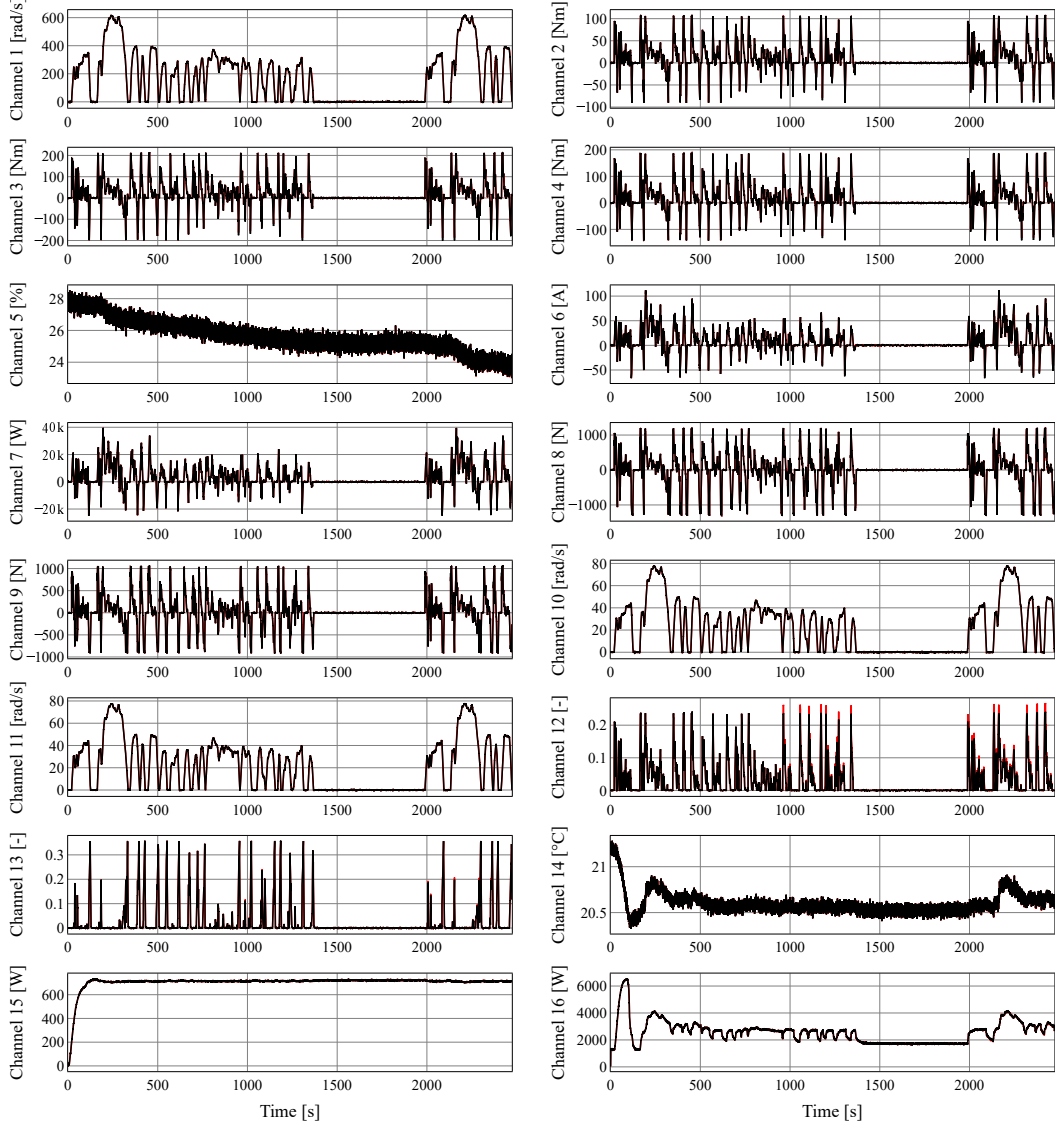 Channel 1 [rad/s]
600
400
200
0
0 500 1000 1500 2000
Channel 2 [Nm]
100
50
0
−50
−100
0 500 1000 1500 2000
Channel 3 [Nm]
200
100
0
−100
−200
0 500 1000 1500 2000
Channel 4 [Nm]
200
100
0
−100
0 500 1000 1500 2000
Channel 5 [%]
28
26
24
0 500 1000 1500 2000
Channel 6 [A]
100
50
0
−50
0 500 1000 1500 2000
Channel 7 [W]
40k
20k
0
−20k
0 500 1000 1500 2000
Channel 8 [N]
1000
0
−1000
0 500 1000 1500 2000
Channel 9 [N]
1000
500
0
−500
−1000
0 500 1000 1500 2000
Channel 10 [rad/s]
80
60
40
20
0
0 500 1000 1500 2000
Channel 11 [rad/s]
80
60
40
20
0
0 500 1000 1500 2000
Channel 12 [-]
0.2
0.1
0
0 500 1000 1500 2000
Channel 13 [-]
0.3
0.2
0.1
0
0 500 1000 1500 2000
Channel 14 [°C]
21
20.5
0 500 1000 1500 2000
Channel 15 [W]
600
400
200
0
0 500 1000 1500 2000
Time [s]
Channel 16 [W]
6000
4000
2000
0
0 500 1000 1500 2000
Time [s]